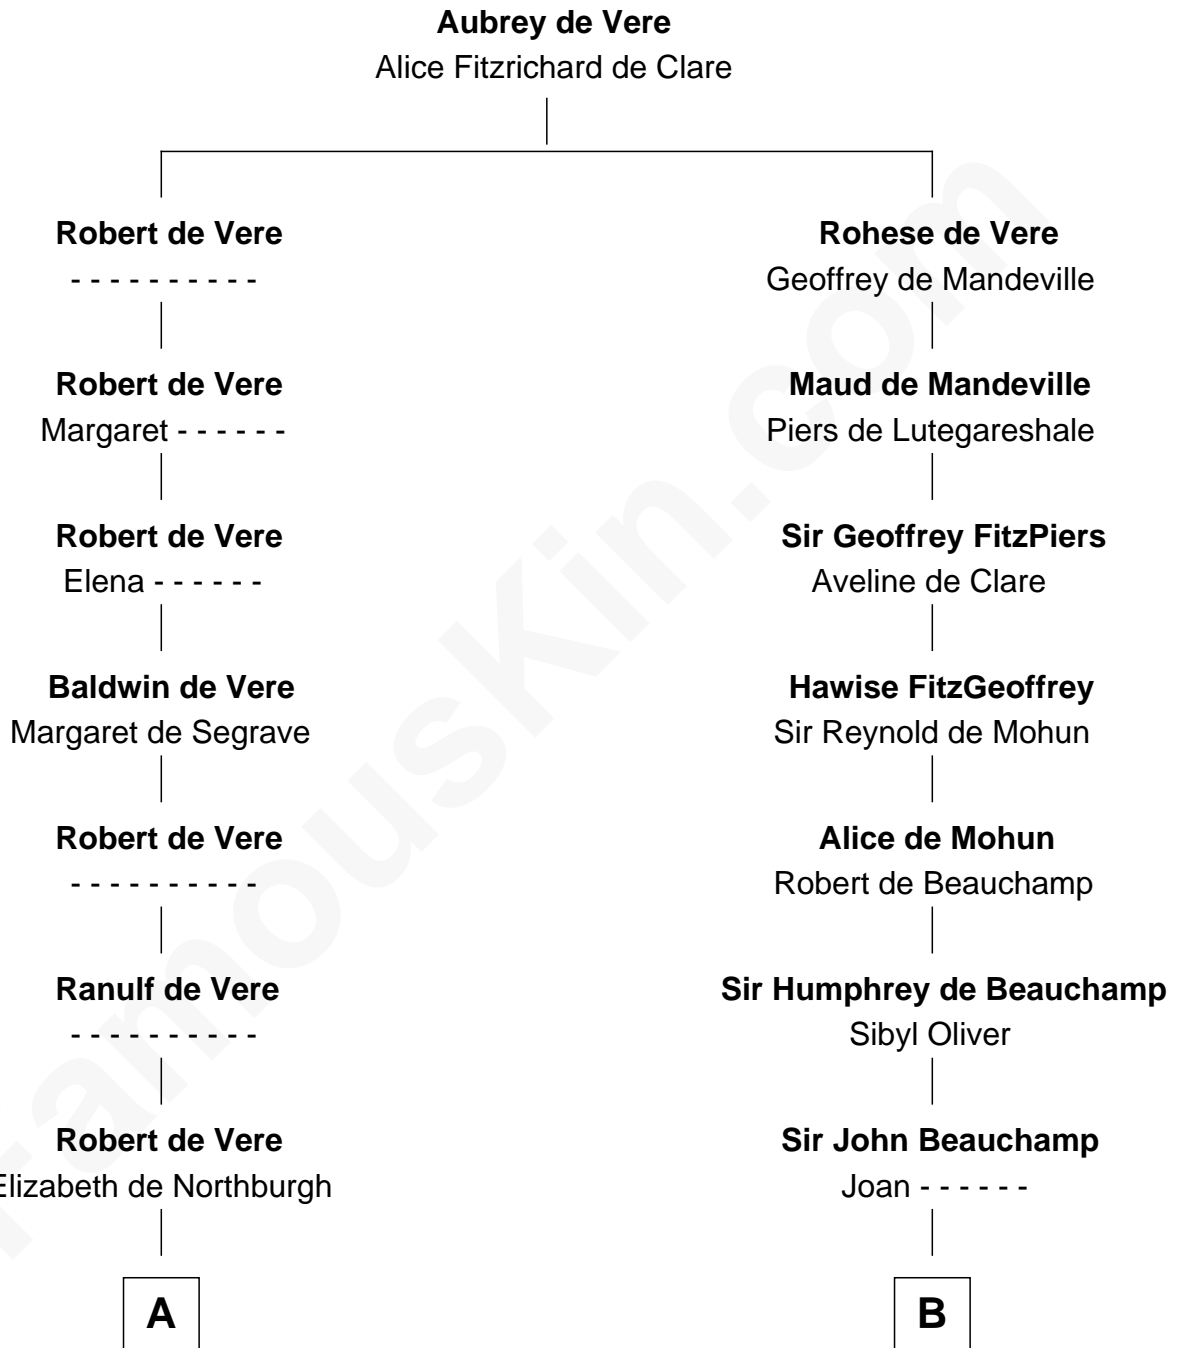 Aubrey de Vere
Alice Fitzrichard de Clare
Robert de Vere
- - - - - - - - - -
Rohese de Vere
Geoffrey de Mandeville
Robert de Vere
Margaret - - - - - -
Maud de Mandeville
Piers de Lutegareshale
Robert de Vere
Elena - - - - - -
Sir Geoffrey FitzPiers
Aveline de Clare
Baldwin de Vere
Margaret de Segrave
Hawise FitzGeoffrey
Sir Reynold de Mohun
Robert de Vere
- - - - - - - - - -
Alice de Mohun
Robert de Beauchamp
Ranulf de Vere
- - - - - - - - - -
Sir Humphrey de Beauchamp
Sibyl Oliver
Robert de Vere
Elizabeth de Northburgh
Sir John Beauchamp
Joan - - - - - -
A
B
FamousKin.com